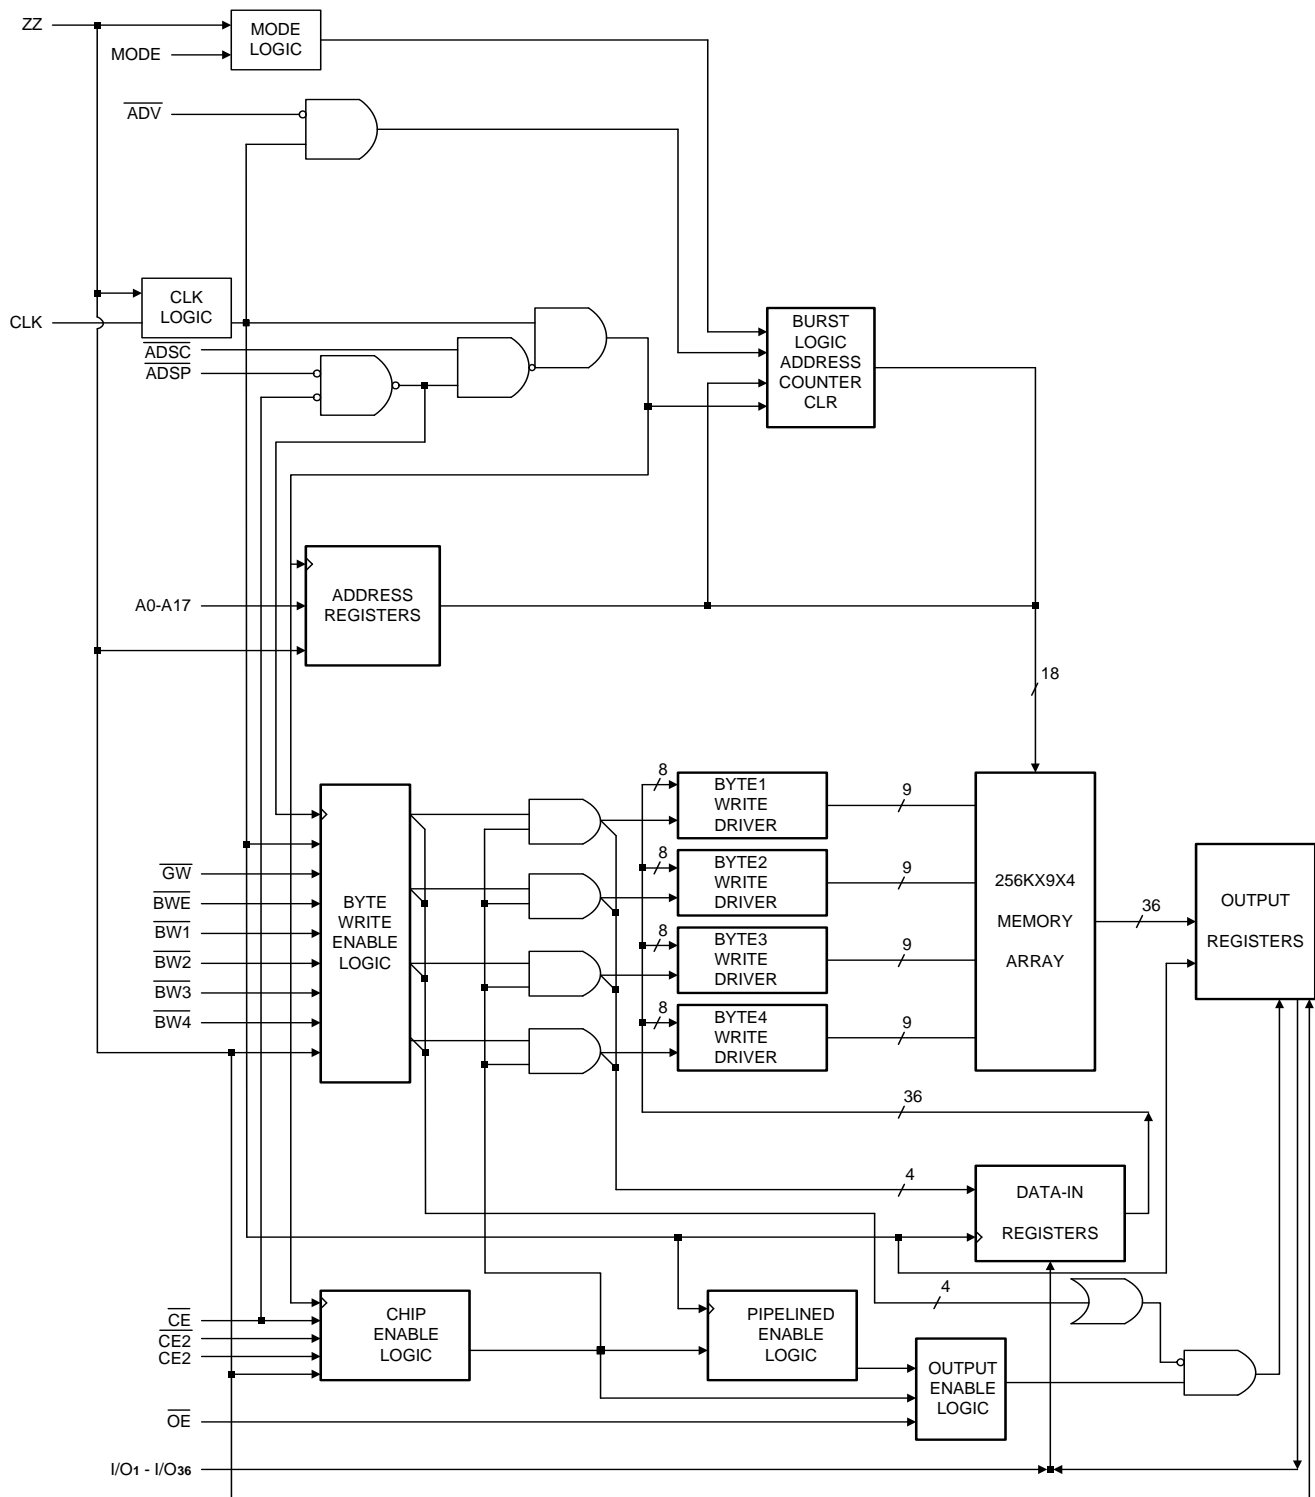 ZZ
MODE
MODE
LOGIC
ADV
CLK
CLK
LOGIC
ADSC
ADSP
BURST
LOGIC
ADDRESS
COUNTER
CLR
A0-A17
ADDRESS
REGISTERS
18
GW
BWE
BW1
BW2
BW3
BW4
BYTE
WRITE
ENABLE
LOGIC
8
BYTE1
WRITE
DRIVER
9
8
BYTE2
WRITE
DRIVER
9
8
BYTE3
WRITE
DRIVER
9
8
BYTE4
WRITE
DRIVER
9
256KX9X4
MEMORY
ARRAY
36
OUTPUT
REGISTERS
36
4
DATA-IN
REGISTERS
4
CE
CE2
CE2
CHIP
ENABLE
LOGIC
PIPELINED
ENABLE
LOGIC
OUTPUT
ENABLE
LOGIC
OE
I/O1 - I/O36